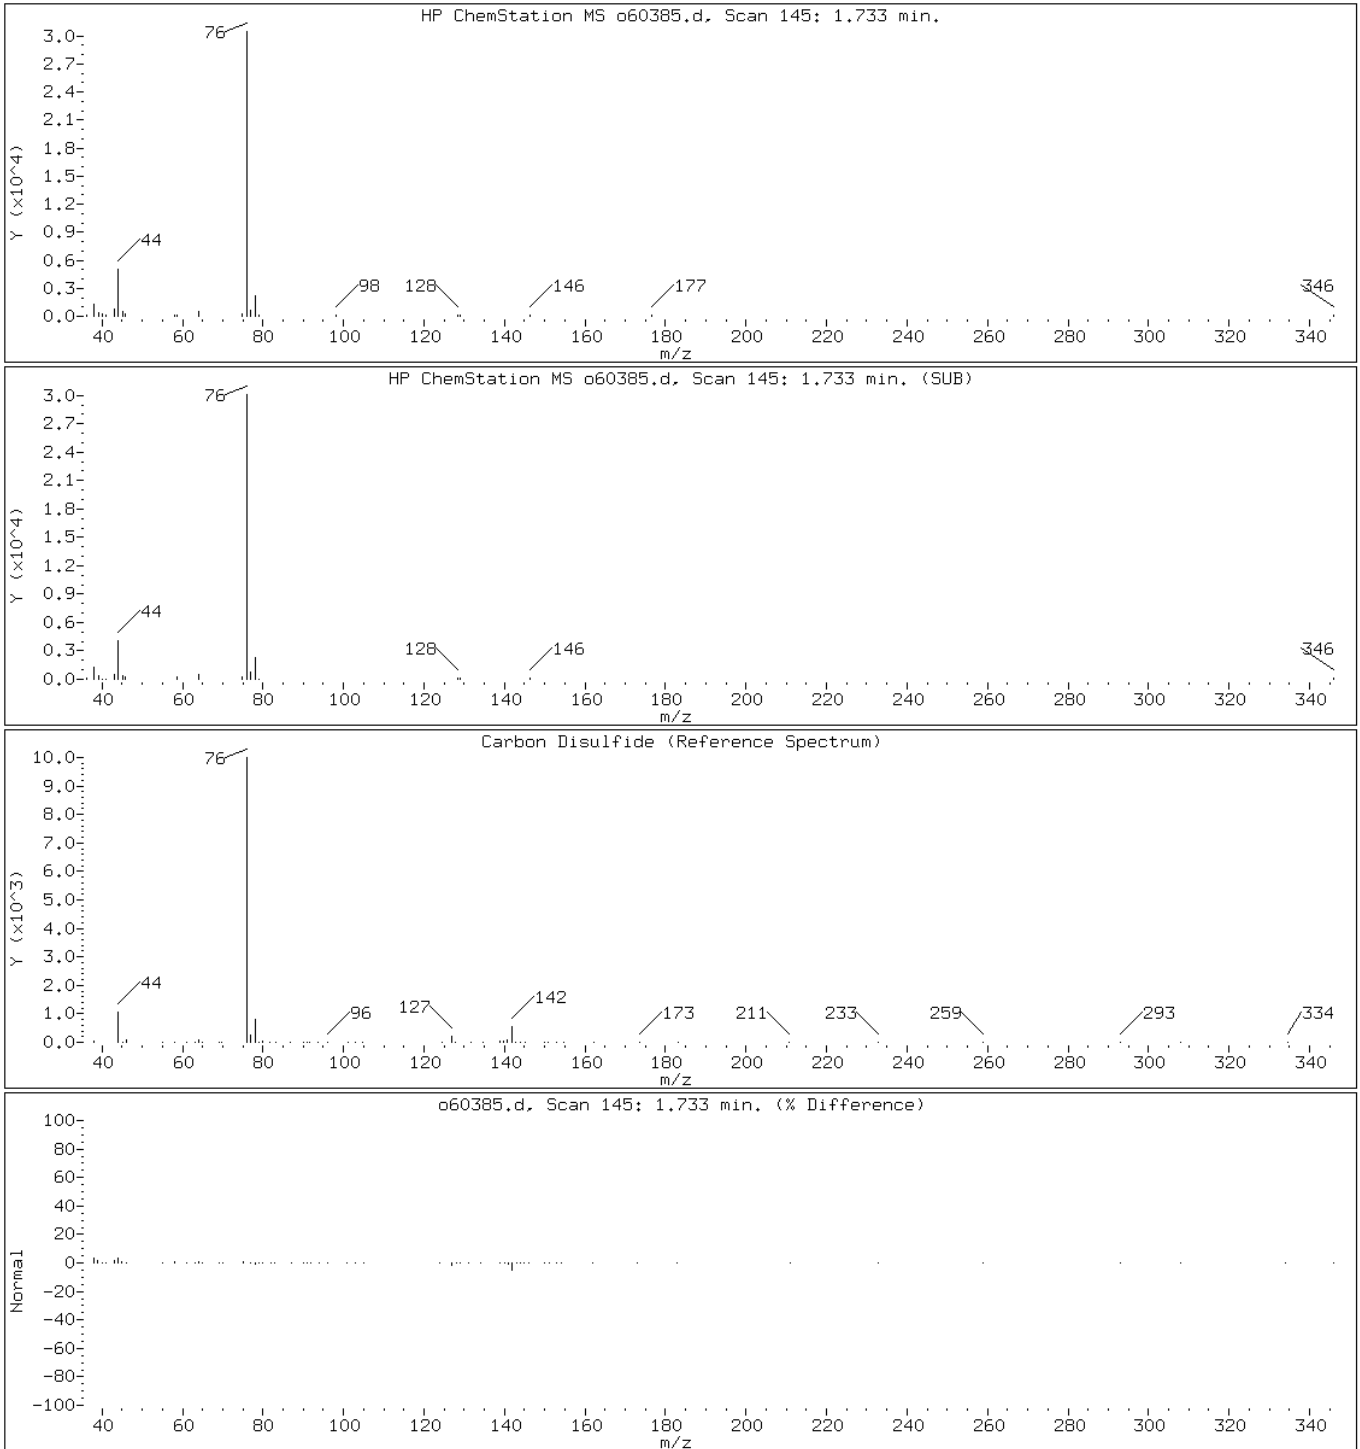 HP ChemStation MS o60385.d, Scan 145: 1.733 min.
76
3.0
2.7
2.4
2.1
1.8
1.5
1.2
0.9
0.6
0.3
0.0
Y (x10^4)
44
98 128 146 177 346
40 60 80 100 120 140 160 180 200 220 240 260 280 300 320 340
m/z
HP ChemStation MS o60385.d, Scan 145: 1.733 min. (SUB)
76
3.0
2.7
2.4
2.1
1.8
1.5
1.2
0.9
0.6
0.3
0.0
Y (x10^4)
44
128 146 346
40 60 80 100 120 140 160 180 200 220 240 260 280 300 320 340
m/z
Carbon Disulfide (Reference Spectrum)
76
10.0
9.0
8.0
7.0
6.0
5.0
4.0
3.0
2.0
1.0
0.0
Y (x10^3)
44
96 127 142 173 211 233 259 293 334
40 60 80 100 120 140 160 180 200 220 240 260 280 300 320 340
m/z
o60385.d, Scan 145: 1.733 min. (% Difference)
100
80
60
40
20
0
-20
-40
-60
-80
-100
Normal
40 60 80 100 120 140 160 180 200 220 240 260 280 300 320 340
m/z